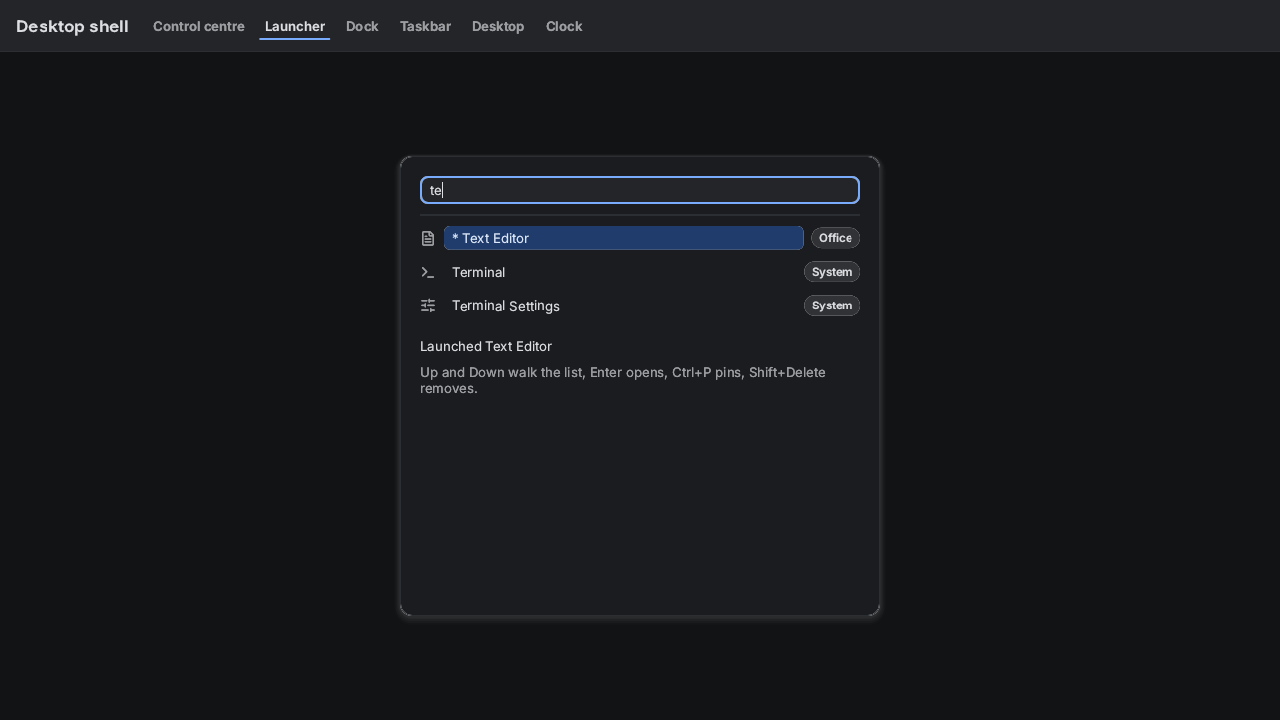 Desktop shell Control centre Launcher Dock Taskbar Desktop Clock
te
* Text Editor Office
Terminal System
Terminal Settings System
Launched Text Editor
Up and Down walk the list, Enter opens, Ctrl+P pins, Shift+Delete
removes.